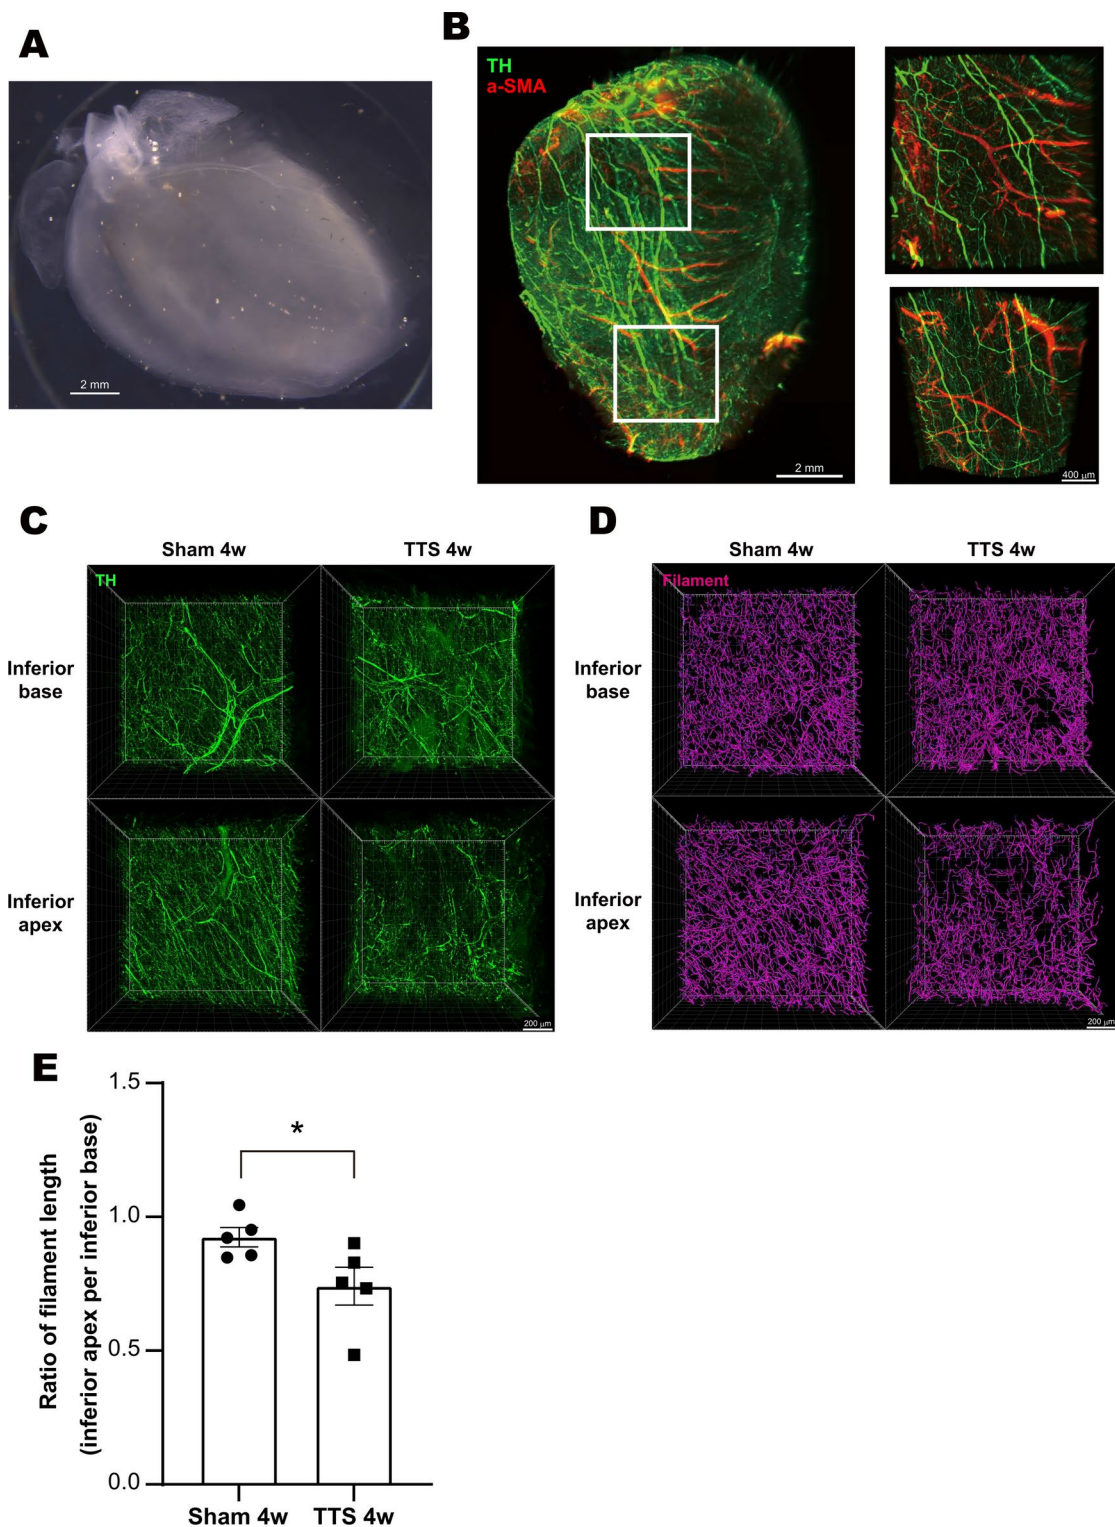 A
2 mm
B
TH
a-SMA
2 mm
400 µm
C
Sham 4w
TTS 4w
TH
Inferior
base
Inferior
apex
200 µm
D
Sham 4w
TTS 4w
Filament
Inferior
base
Inferior
apex
200 µm
E
Ratio of filament length
(inferior apex per inferior base)
1.5
1.0
0.5
0.0
*
Sham 4w
TTS 4w